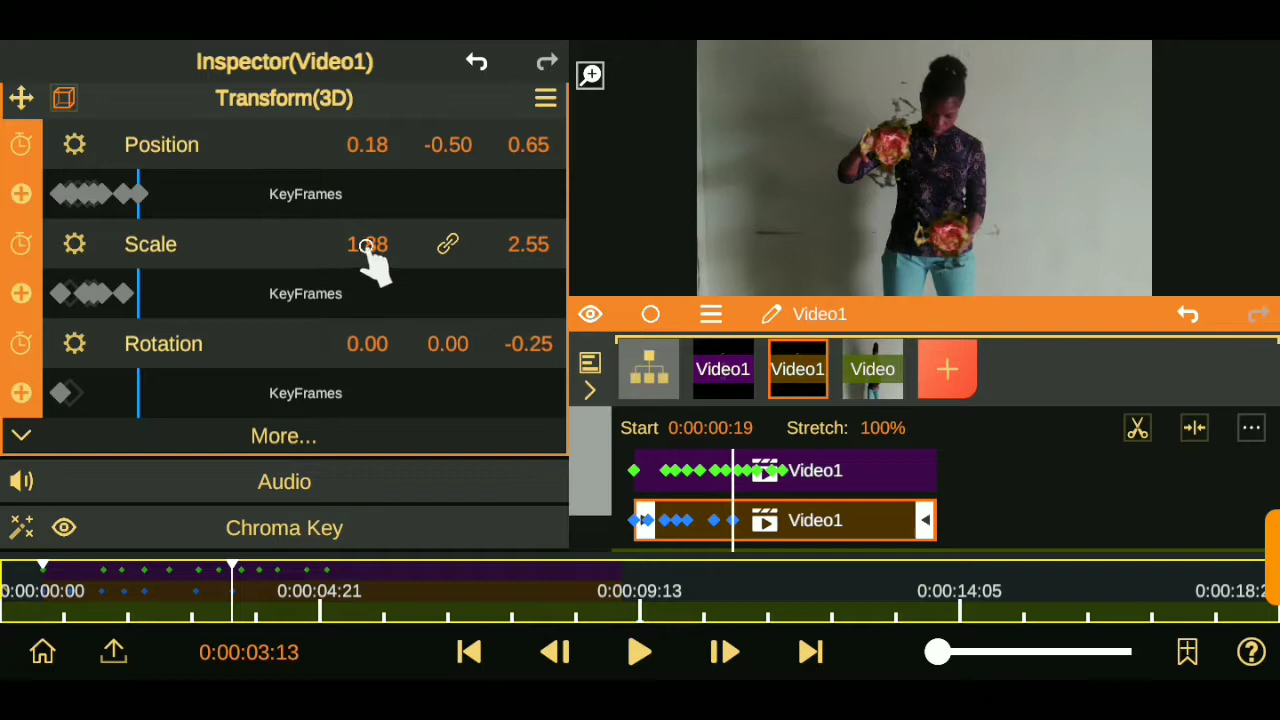 Inspector(Video1)
Transform(3D)
Position 0.18 -0.50 0.65
KeyFrames
Scale 1.88 2.55
KeyFrames
Rotation 0.00 0.00 -0.25
KeyFrames
More...
Audio
Chroma Key
Video1
Video1 Video1 Video
Start 0:00:00:19 Stretch: 100%
Video1
Video1
0:00:00:00 0:00:04:21 0:00:09:13 0:00:14:05
0:00:03:13